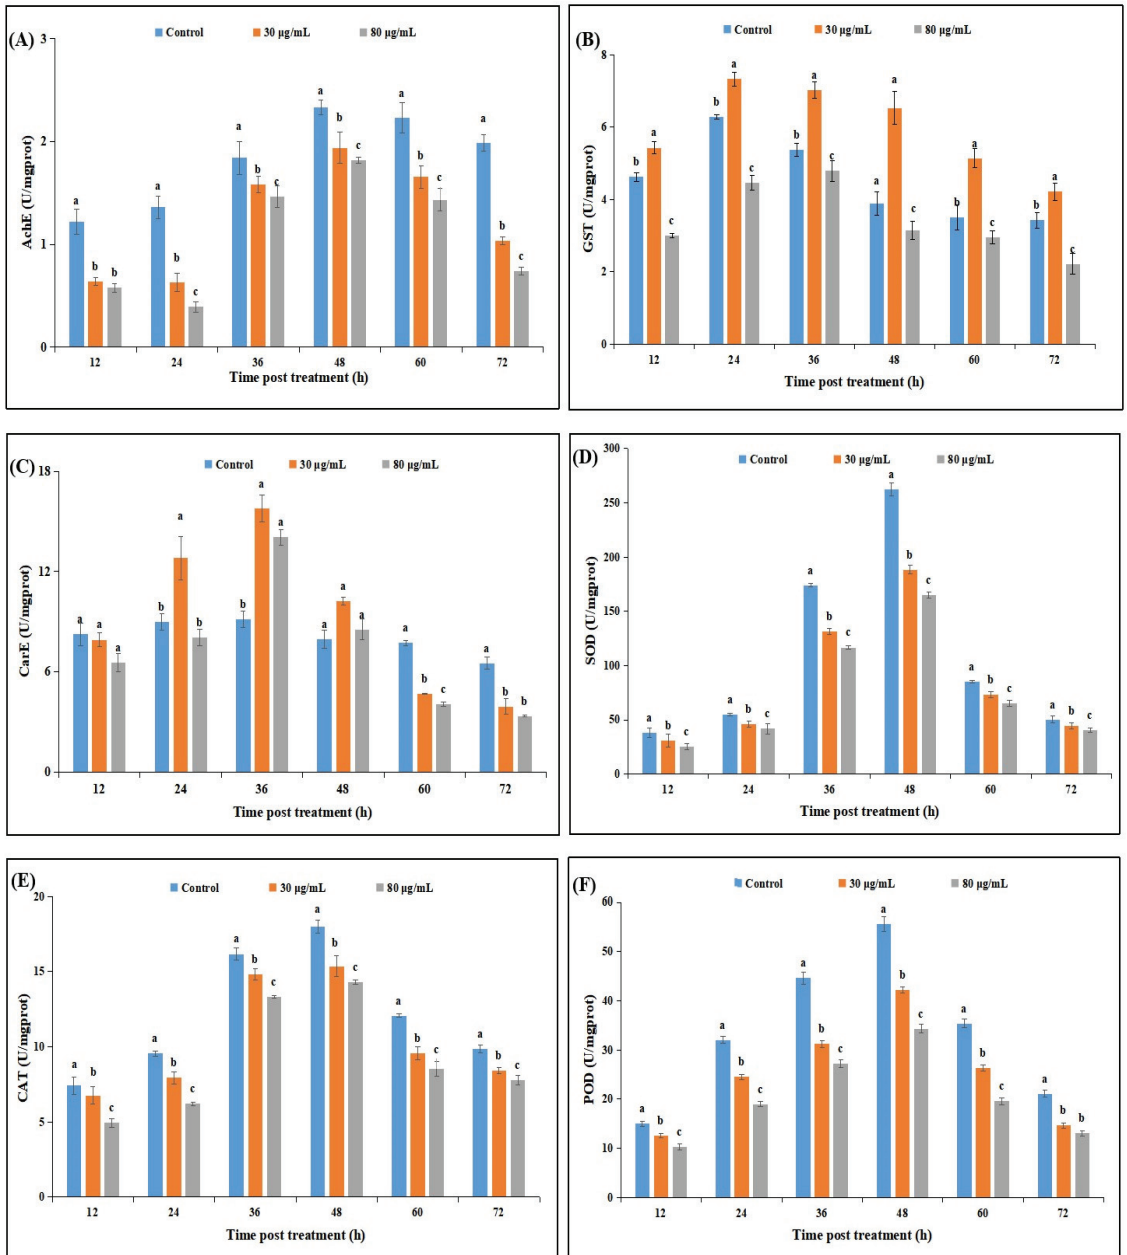 (A)
Control 30 µg/mL 80 µg/mL
3
2
1
0
AchE (U/mgprot)
a b b
a b c
a b c
a b c
a b c
a b c
12 24 36 48 60 72
Time post treatment (h)
(B)
Control 30 µg/mL 80 µg/mL
8
6
4
2
0
GST (U/mgprot)
b a c
b a c
b a c
a a c
b a c
b a c
12 24 36 48 60 72
Time post treatment (h)
(C)
Control 30 µg/mL 80 µg/mL
18
12
6
0
CarE (U/mgprot)
a a a
b a b
b a a
a a a
a b c
a b b
12 24 36 48 60 72
Time post treatment (h)
(D)
Control 30 µg/mL 80 µg/mL
300
250
200
150
100
50
0
SOD (U/mgprot)
a b c
a b c
a b c
a b c
a b c
a b c
12 24 36 48 60 72
Time post treatment (h)
(E)
Control 30 µg/mL 80 µg/mL
20
15
10
5
0
CAT (U/mgprot)
a b c
a b c
a b c
a b c
a b c
a b c
12 24 36 48 60 72
Time post treatment (h)
(F)
Control 30 µg/mL 80 µg/mL
60
50
40
30
20
10
0
POD (U/mgprot)
a b c
a b c
a b c
a b c
a b c
a b b
12 24 36 48 60 72
Time post treatment (h)